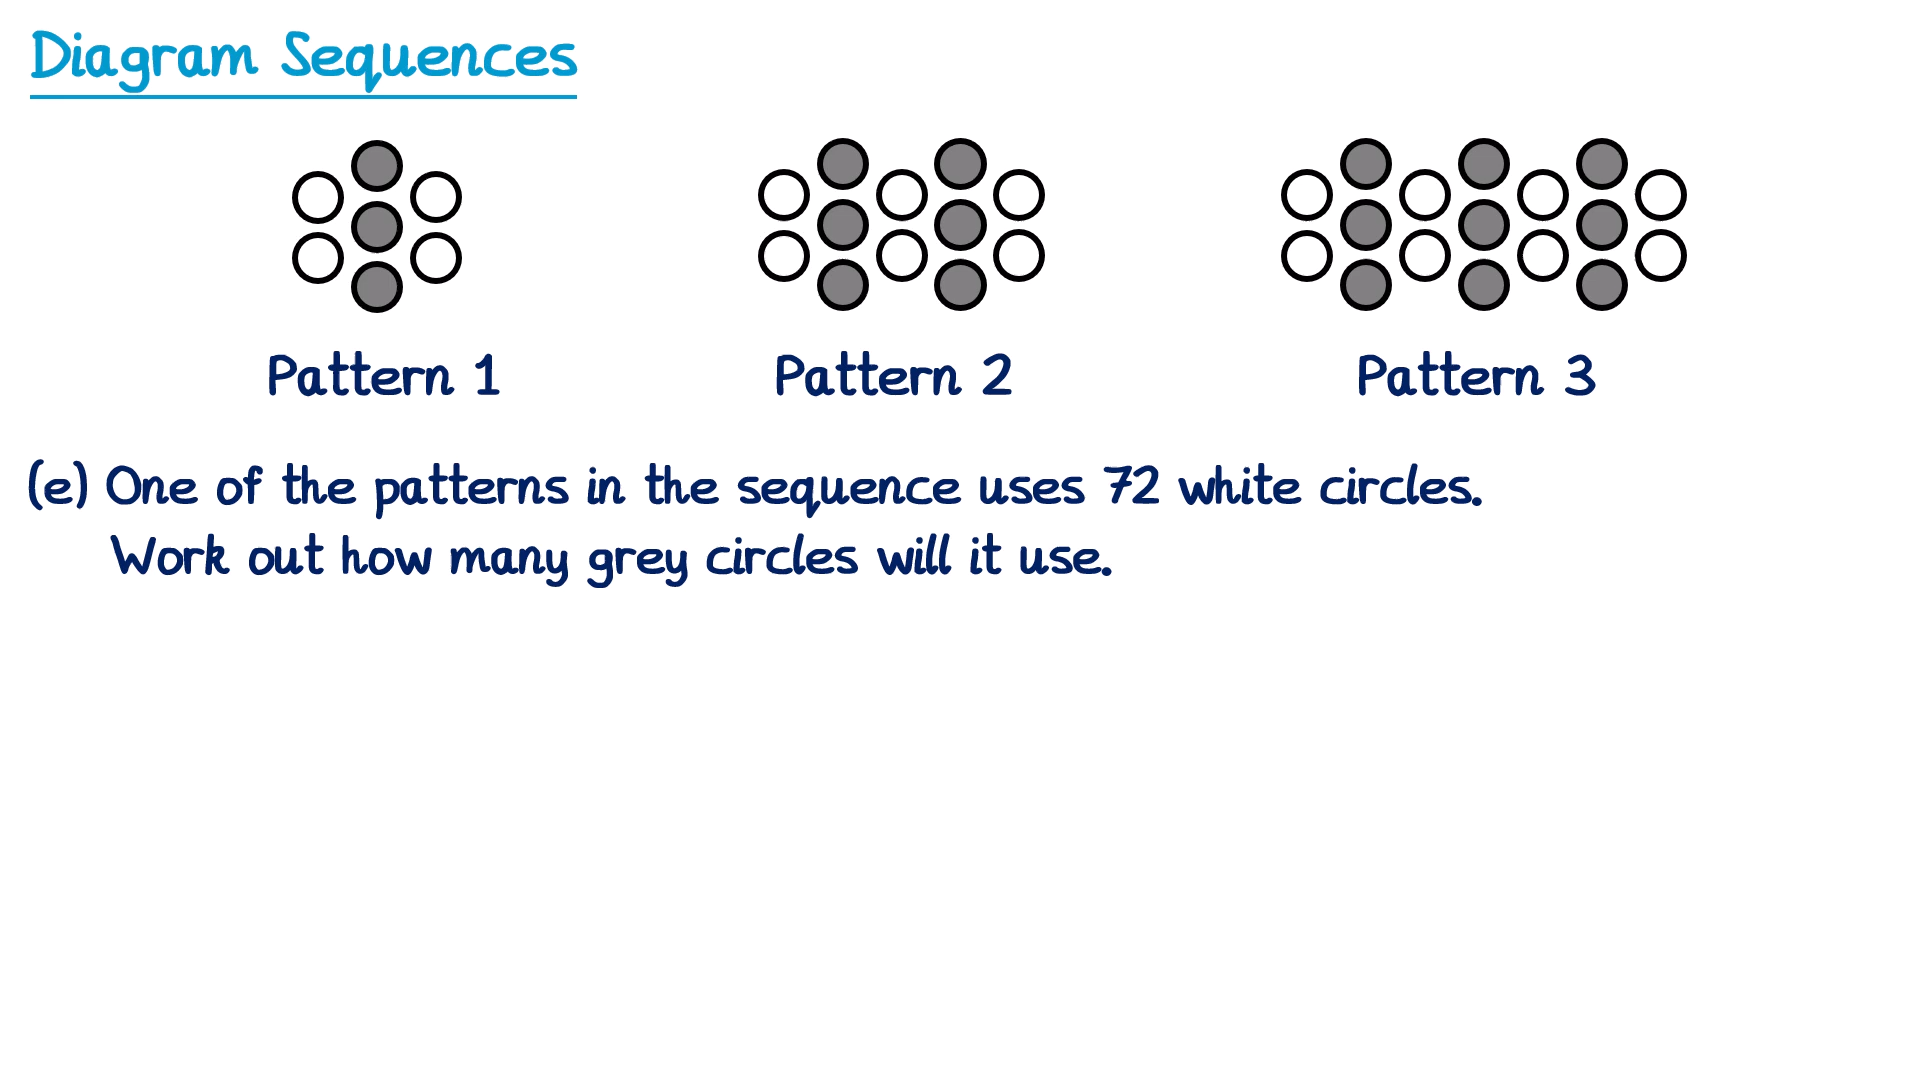 Diagram Sequences
Pattern 1
Pattern 2
Pattern 3
(e) One of the patterns in the sequence uses 72 white circles.
Work out how many grey circles will it use.